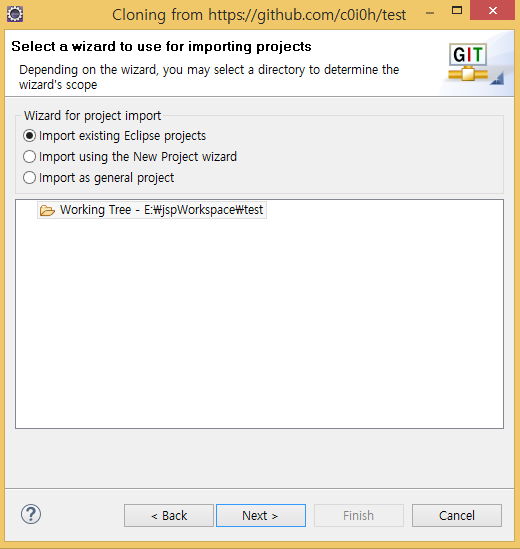 Cloning from https://github.com/c0i0h/test
Select a wizard to use for importing projects
Depending on the wizard, you may select a directory to determine the
wizard's scope
GIT
Wizard for project import
Import existing Eclipse projects
Import using the New Project wizard
Import as general project
Working Tree - E:₩jspWorkspace₩test
?
< Back
Next >
Finish
Cancel